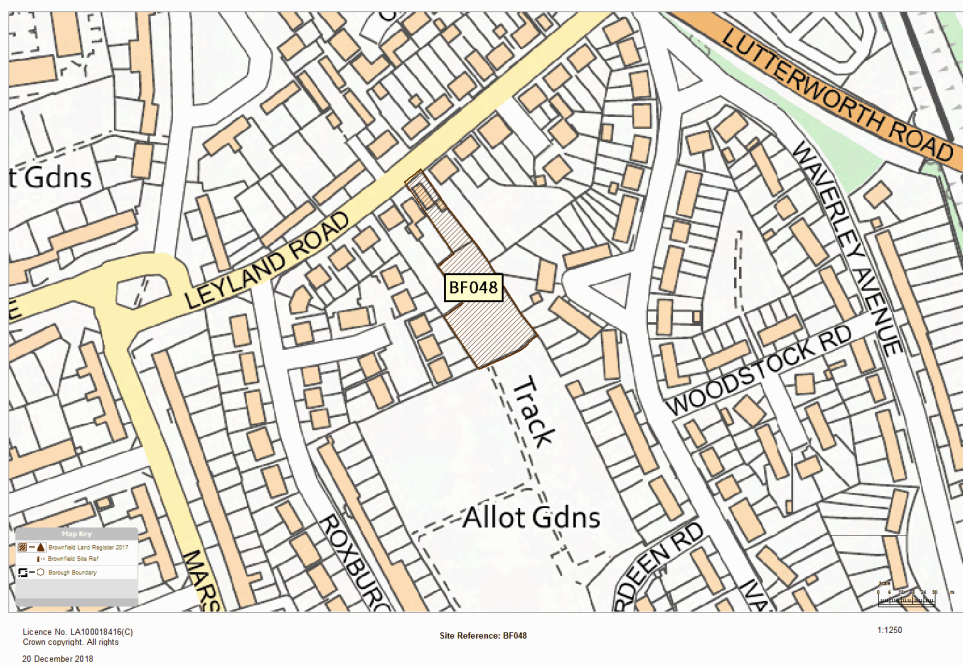 LUTTERWORTH ROAD
t Gdns
WAVERLEY AVENUE
LEYLAND ROAD
BF048
WOODSTOCK RD
Track
Allot Gdns
Map Key
Brownfield Land Register 2017
Brownfield Site Ref
Borough Boundary
MARS
ROXBURG
RDEEN RD
IVA
Licence No. LA100018416(C)
Crown copyright. All rights
20 December 2018
Site Reference: BF048
1:1250